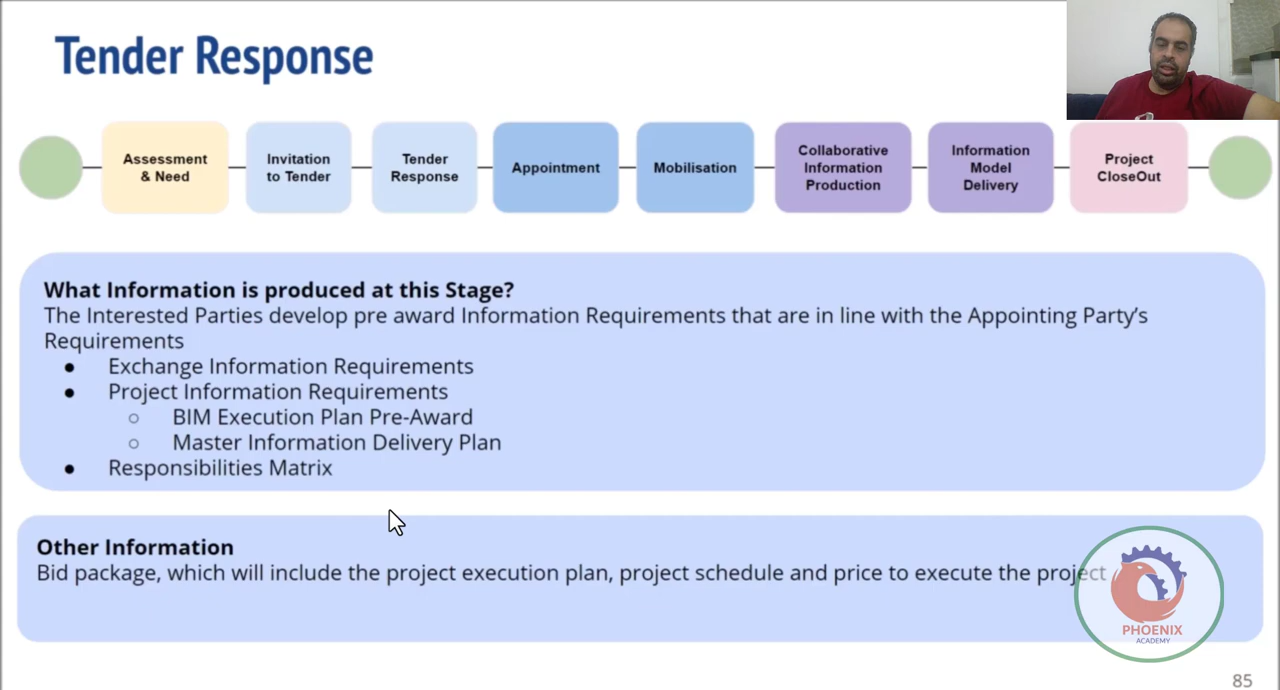 Tender Response
Assessment
& Need
Invitation
to Tender
Tender
Response
Appointment
Mobilisation
Collaborative
Information
Production
Information
Model
Delivery
Project
CloseOut
What Information is produced at this Stage?
The Interested Parties develop pre award Information Requirements that are in line with the Appointing Party’s
Requirements
● Exchange Information Requirements
● Project Information Requirements
○ BIM Execution Plan Pre-Award
○ Master Information Delivery Plan
● Responsibilities Matrix
Other Information
Bid package, which will include the project execution plan, project schedule and price to execute the project
PHOENIX
ACADEMY
85